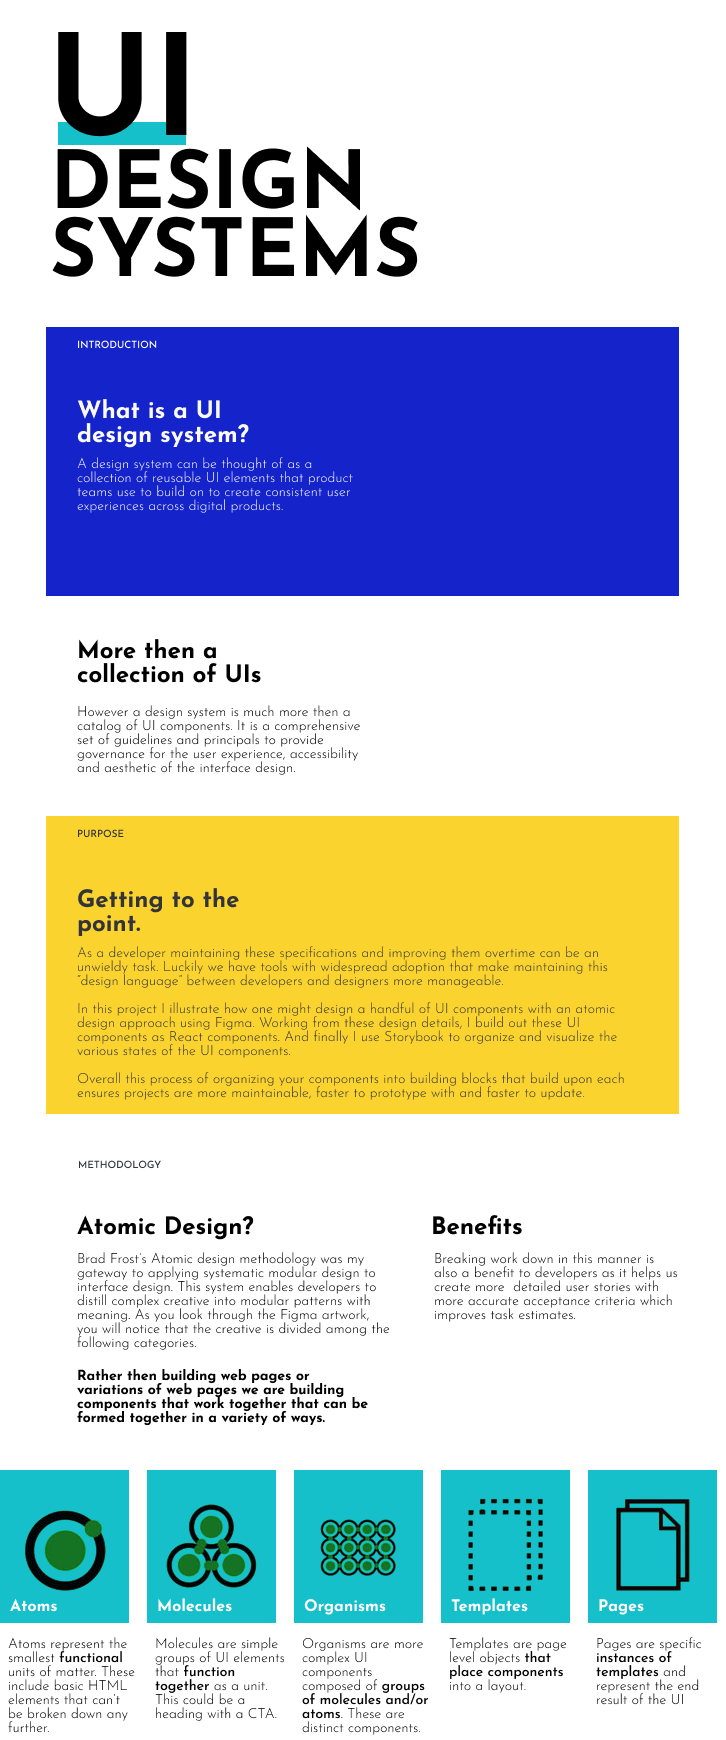 UI
DESIGN
SYSTEMS
INTRODUCTION
What is a UI
design system?
A design system can be thought of as a
collection of reusable UI elements that product
teams use to build on to create consistent user
experiences across digital products.
More then a
collection of UIs
However a design system is much more then a
catalog of UI components. It is a comprehensive
set of guidelines and principals to provide
governance for the user experience, accessibility
and aesthetic of the interface design.
PURPOSE
Getting to the
point.
As a developer maintaining these specifications and improving them overtime can be an
unwieldy task. Luckily we have tools with widespread adoption that make maintaining this
"design language" between developers and designers more manageable.
In this project I illustrate how one might design a handful of UI components with an atomic
design approach using Figma. Working from these design details, I build out these UI
components as React components. And finally I use Storybook to organize and visualize the
various states of the UI components.
Overall this process of organizing your components into building blocks that build upon each
ensures projects are more maintainable, faster to prototype with and faster to update.
METHODOLOGY
Atomic Design?
Brad Frost's Atomic design methodology was my
gateway to applying systematic modular design to
interface design. This system enables developers to
distill complex creative into modular patterns with
meaning. As you look through the Figma artwork,
you will notice that the creative is divided among the
following categories.
Rather then building web pages or
variations of web pages we are building
components that work together that can be
formed together in a variety of ways.
Benefits
Breaking work down in this manner is
also a benefit to developers as it helps us
create more  detailed user stories with
more accurate acceptance criteria which
improves task estimates.
Atoms
Atoms represent the
smallest functional
units of matter. These
include basic HTML
elements that can't
be broken down any
further.
Molecules
Molecules are simple
groups of UI elements
that function
together as a unit.
This could be a
heading with a CTA.
Organisms
Organisms are more
complex UI
components
composed of groups
of molecules and/or
atoms. These are
distinct components.
Templates
Templates are page
level objects that
place components
into a layout.
Pages
Pages are specific
instances of
templates and
represent the end
result of the UI